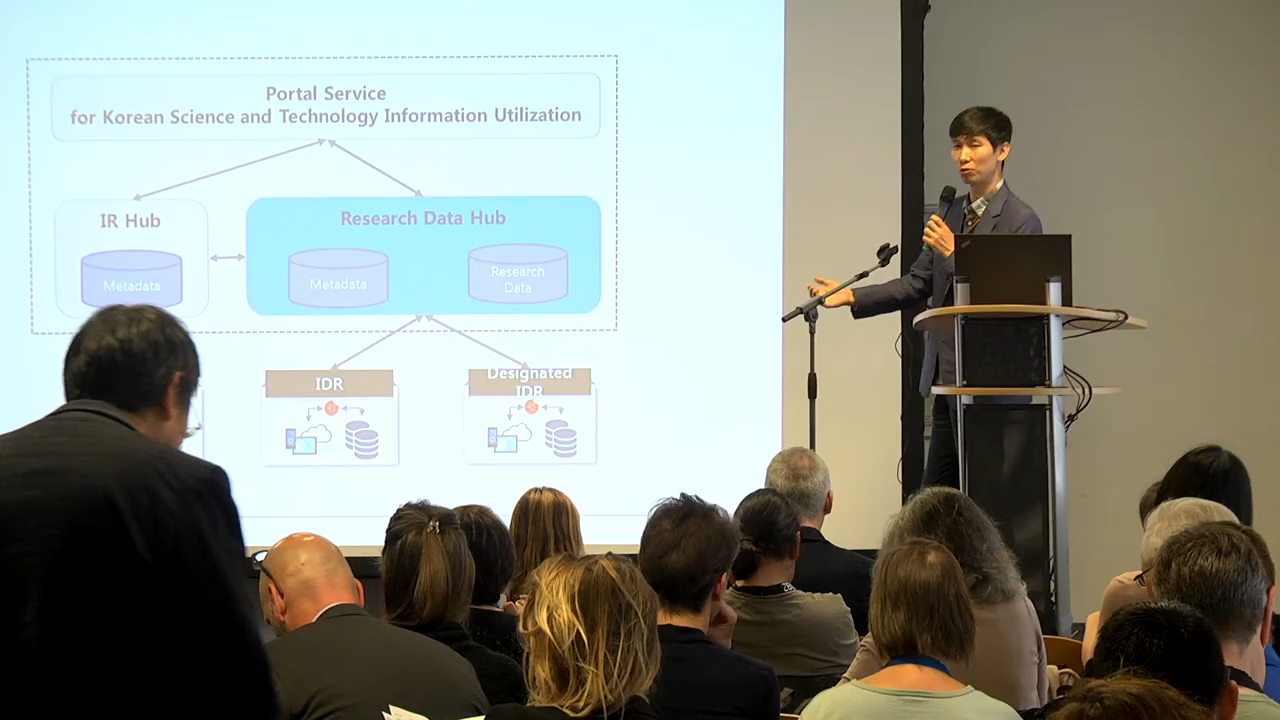 Portal Service
for Korean Science and Technology Information Utilization
IR Hub
Research Data Hub
Metadata
Metadata
Research
Data
IDR
Designated
IDR